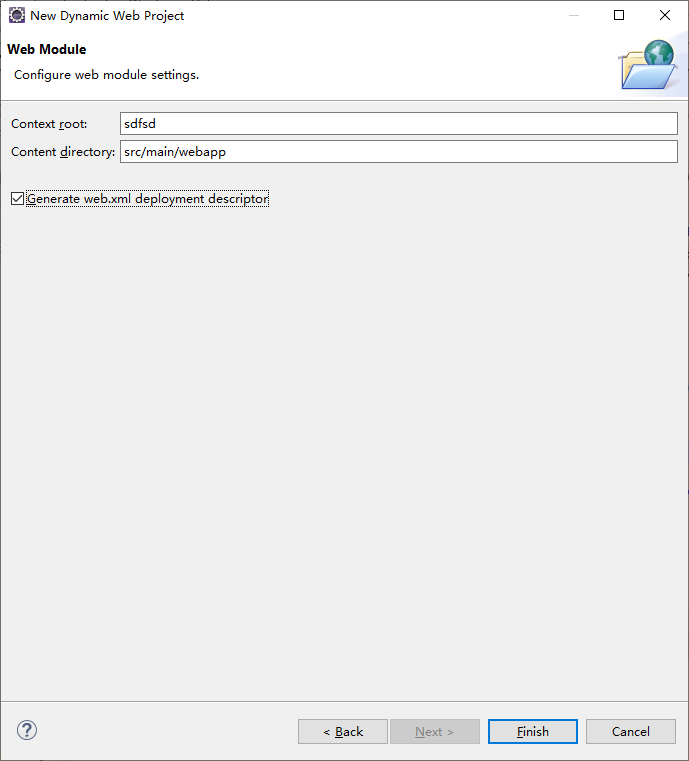 New Dynamic Web Project
Web Module
Configure web module settings.
Context root: sdfsd
Content directory: src/main/webapp
Generate web.xml deployment descriptor
?
< Back Next > Finish Cancel